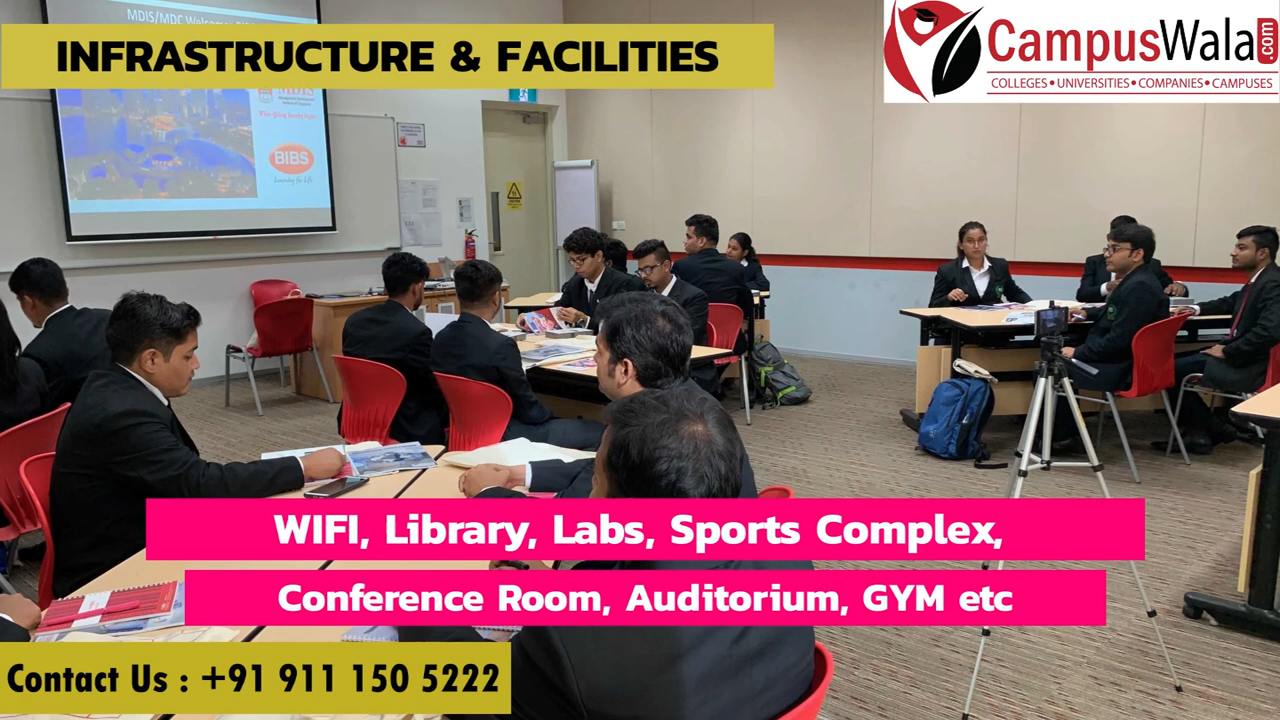 MDIS/MDC
INFRASTRUCTURE & FACILITIES
CampusWala.com
COLLEGES • UNIVERSITIES • COMPANIES • CAMPUSES
MDIS
BIBS
Learning for Life
WIFI, Library, Labs, Sports Complex,
Conference Room, Auditorium, GYM etc
Contact Us : +91 911 150 5222